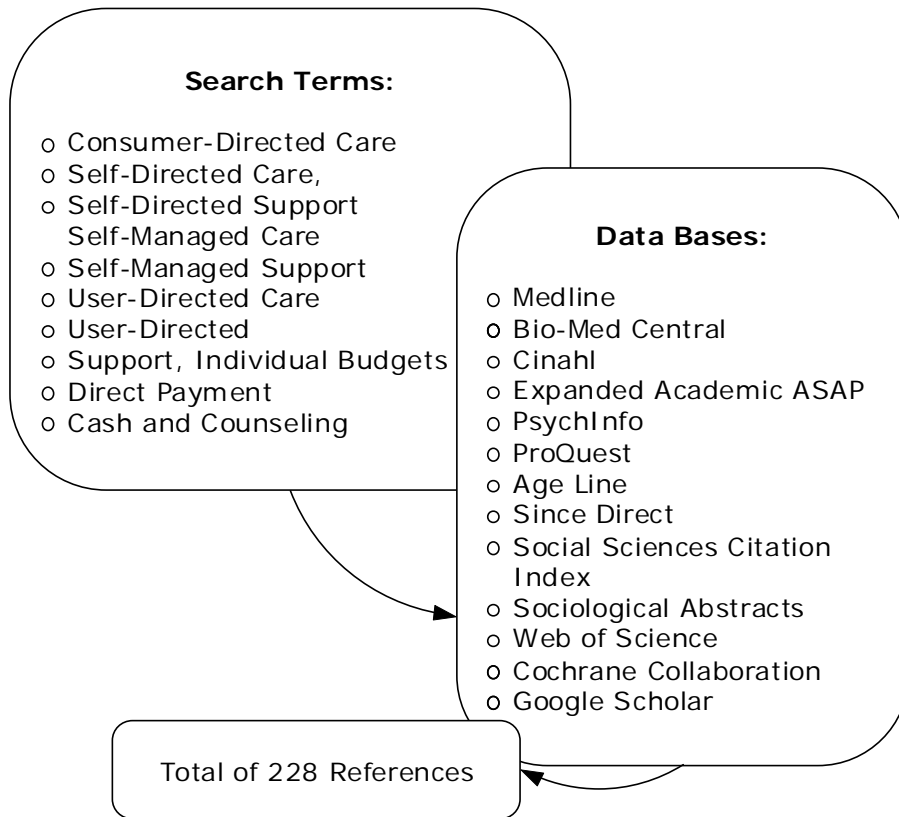 Search Terms:
o Consumer-Directed Care
o Self-Directed Care,
o Self-Directed Support
Self-Managed Care
o Self-Managed Support
o User-Directed Care
o User-Directed
o Support, Individual Budgets
o Direct Payment
o Cash and Counseling
Data Bases:
o Medline
o Bio-Med Central
o Cinahl
o Expanded Academic ASAP
o PsychInfo
o ProQuest
o Age Line
o Since Direct
o Social Sciences Citation
Index
o Sociological Abstracts
o Web of Science
o Cochrane Collaboration
o Google Scholar
Total of 228 References